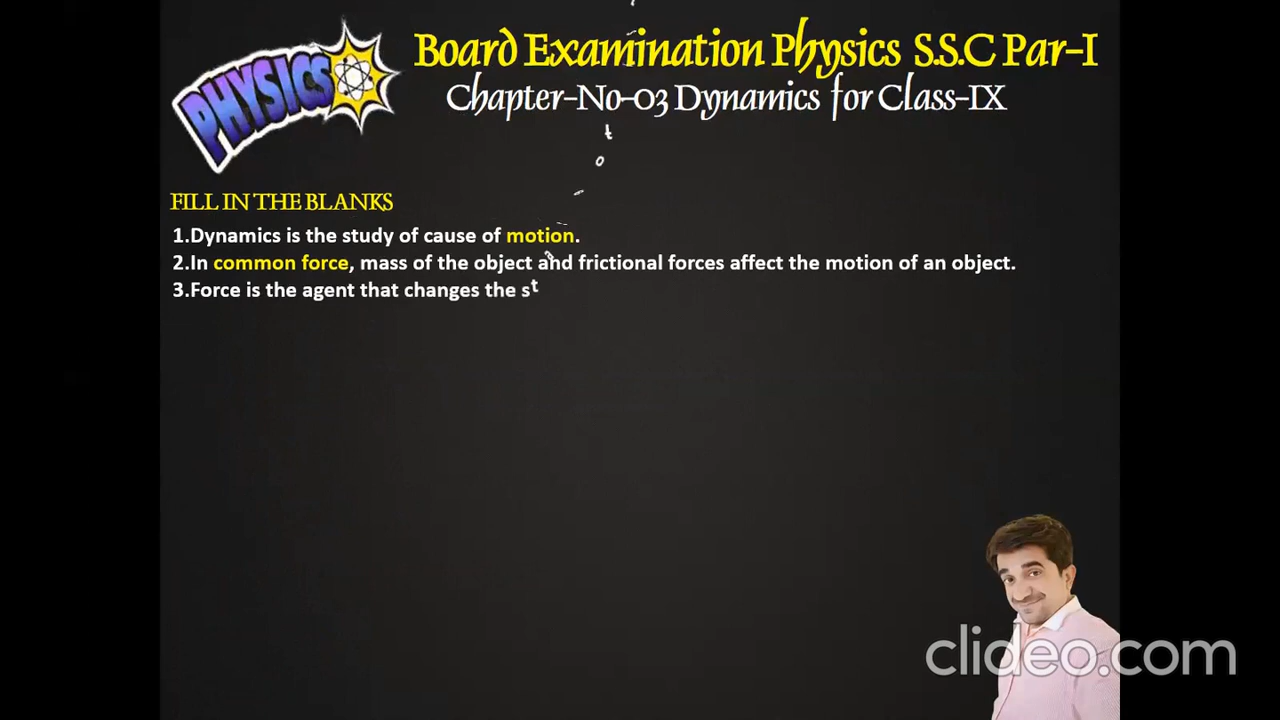 PHYSICS
Board Examination Physics S.S.C Par-I
Chapter-No-03 Dynamics for Class-IX
FILL IN THE BLANKS
1.Dynamics is the study of cause of motion.
2.In common force, mass of the object and frictional forces affect the motion of an object.
3.Force is the agent that changes the st
clideo.com